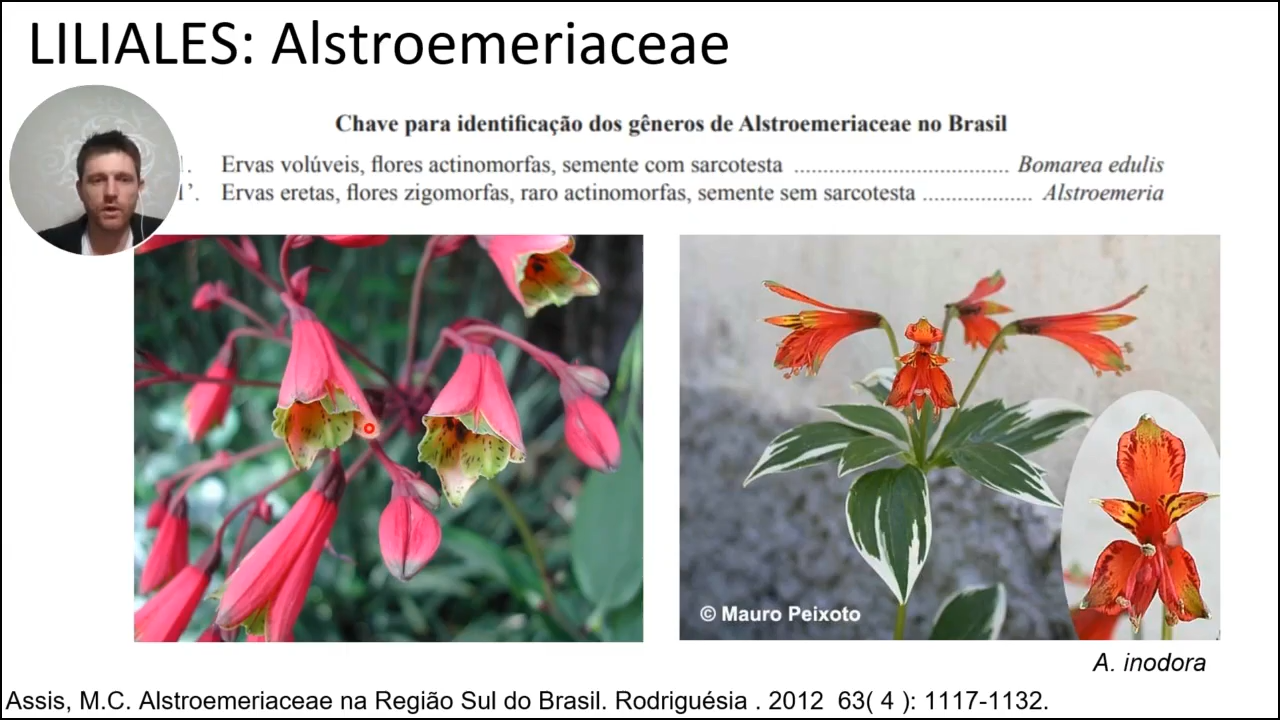 LILIALES: Alstroemeriaceae
Chave para identificação dos gêneros de Alstroemeriaceae no Brasil
1. Ervas volúveis, flores actinomorfas, semente com sarcotesta .................................... Bomarea edulis
1’. Ervas eretas, flores zigomorfas, raro actinomorfas, semente sem sarcotesta .................. Alstroemeria
© Mauro Peixoto
A. inodora
Assis, M.C. Alstroemeriaceae na Região Sul do Brasil. Rodriguésia . 2012 63( 4 ): 1117-1132.